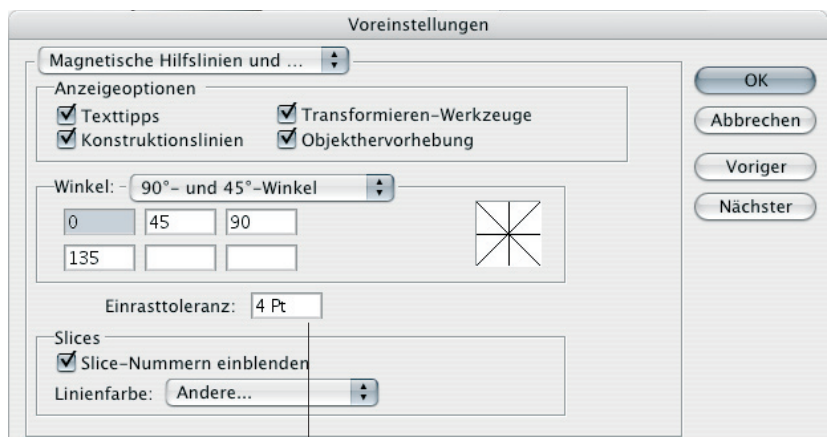 Voreinstellungen
Magnetische Hilfslinien und ...
OK
Anzeigeoptionen
Texttipps
Transformieren-Werkzeuge
Abbrechen
Konstruktionslinien
Objekthervorhebung
Voriger
Winkel:
90°- und 45°-Winkel
Nächster
0
45
90
135
Einrasttoleranz:
4 Pt
Slices
Slice-Nummern einblenden
Linienfarbe:
Andere...